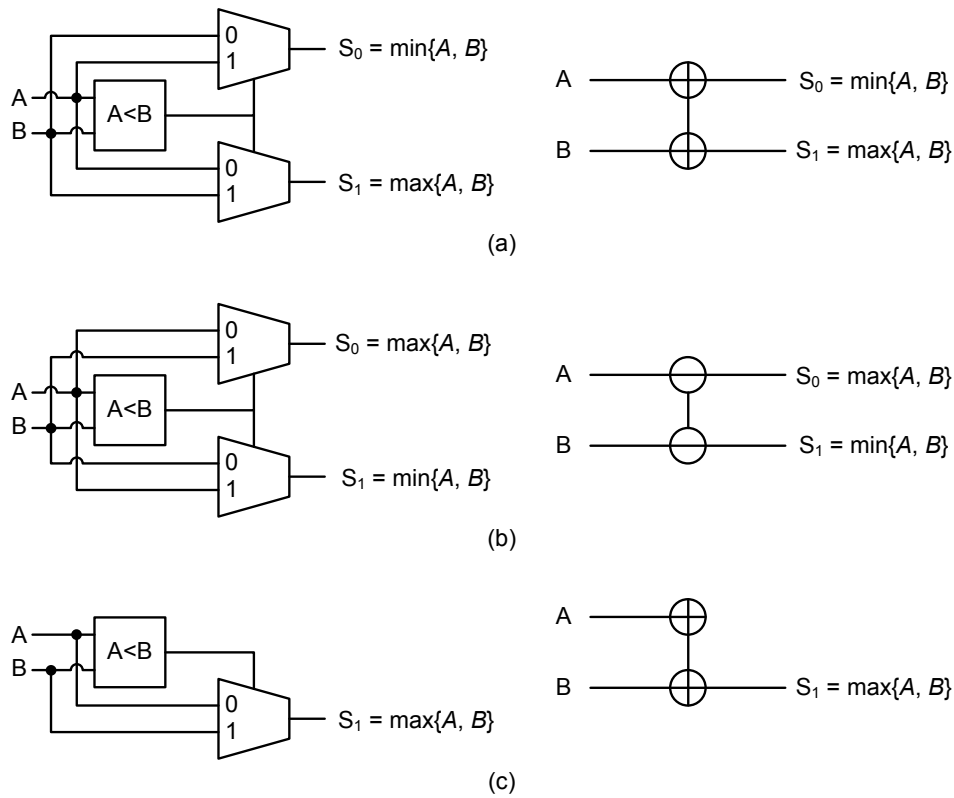 0
1
S₀ = min{A, B}
A
B
A<B
0
1
S₁ = max{A, B}
A
S₀ = min{A, B}
B
S₁ = max{A, B}
(a)
0
1
S₀ = max{A, B}
A
B
A<B
0
1
S₁ = min{A, B}
A
S₀ = max{A, B}
B
S₁ = min{A, B}
(b)
A
B
A<B
0
1
S₁ = max{A, B}
A
B
S₁ = max{A, B}
(c)